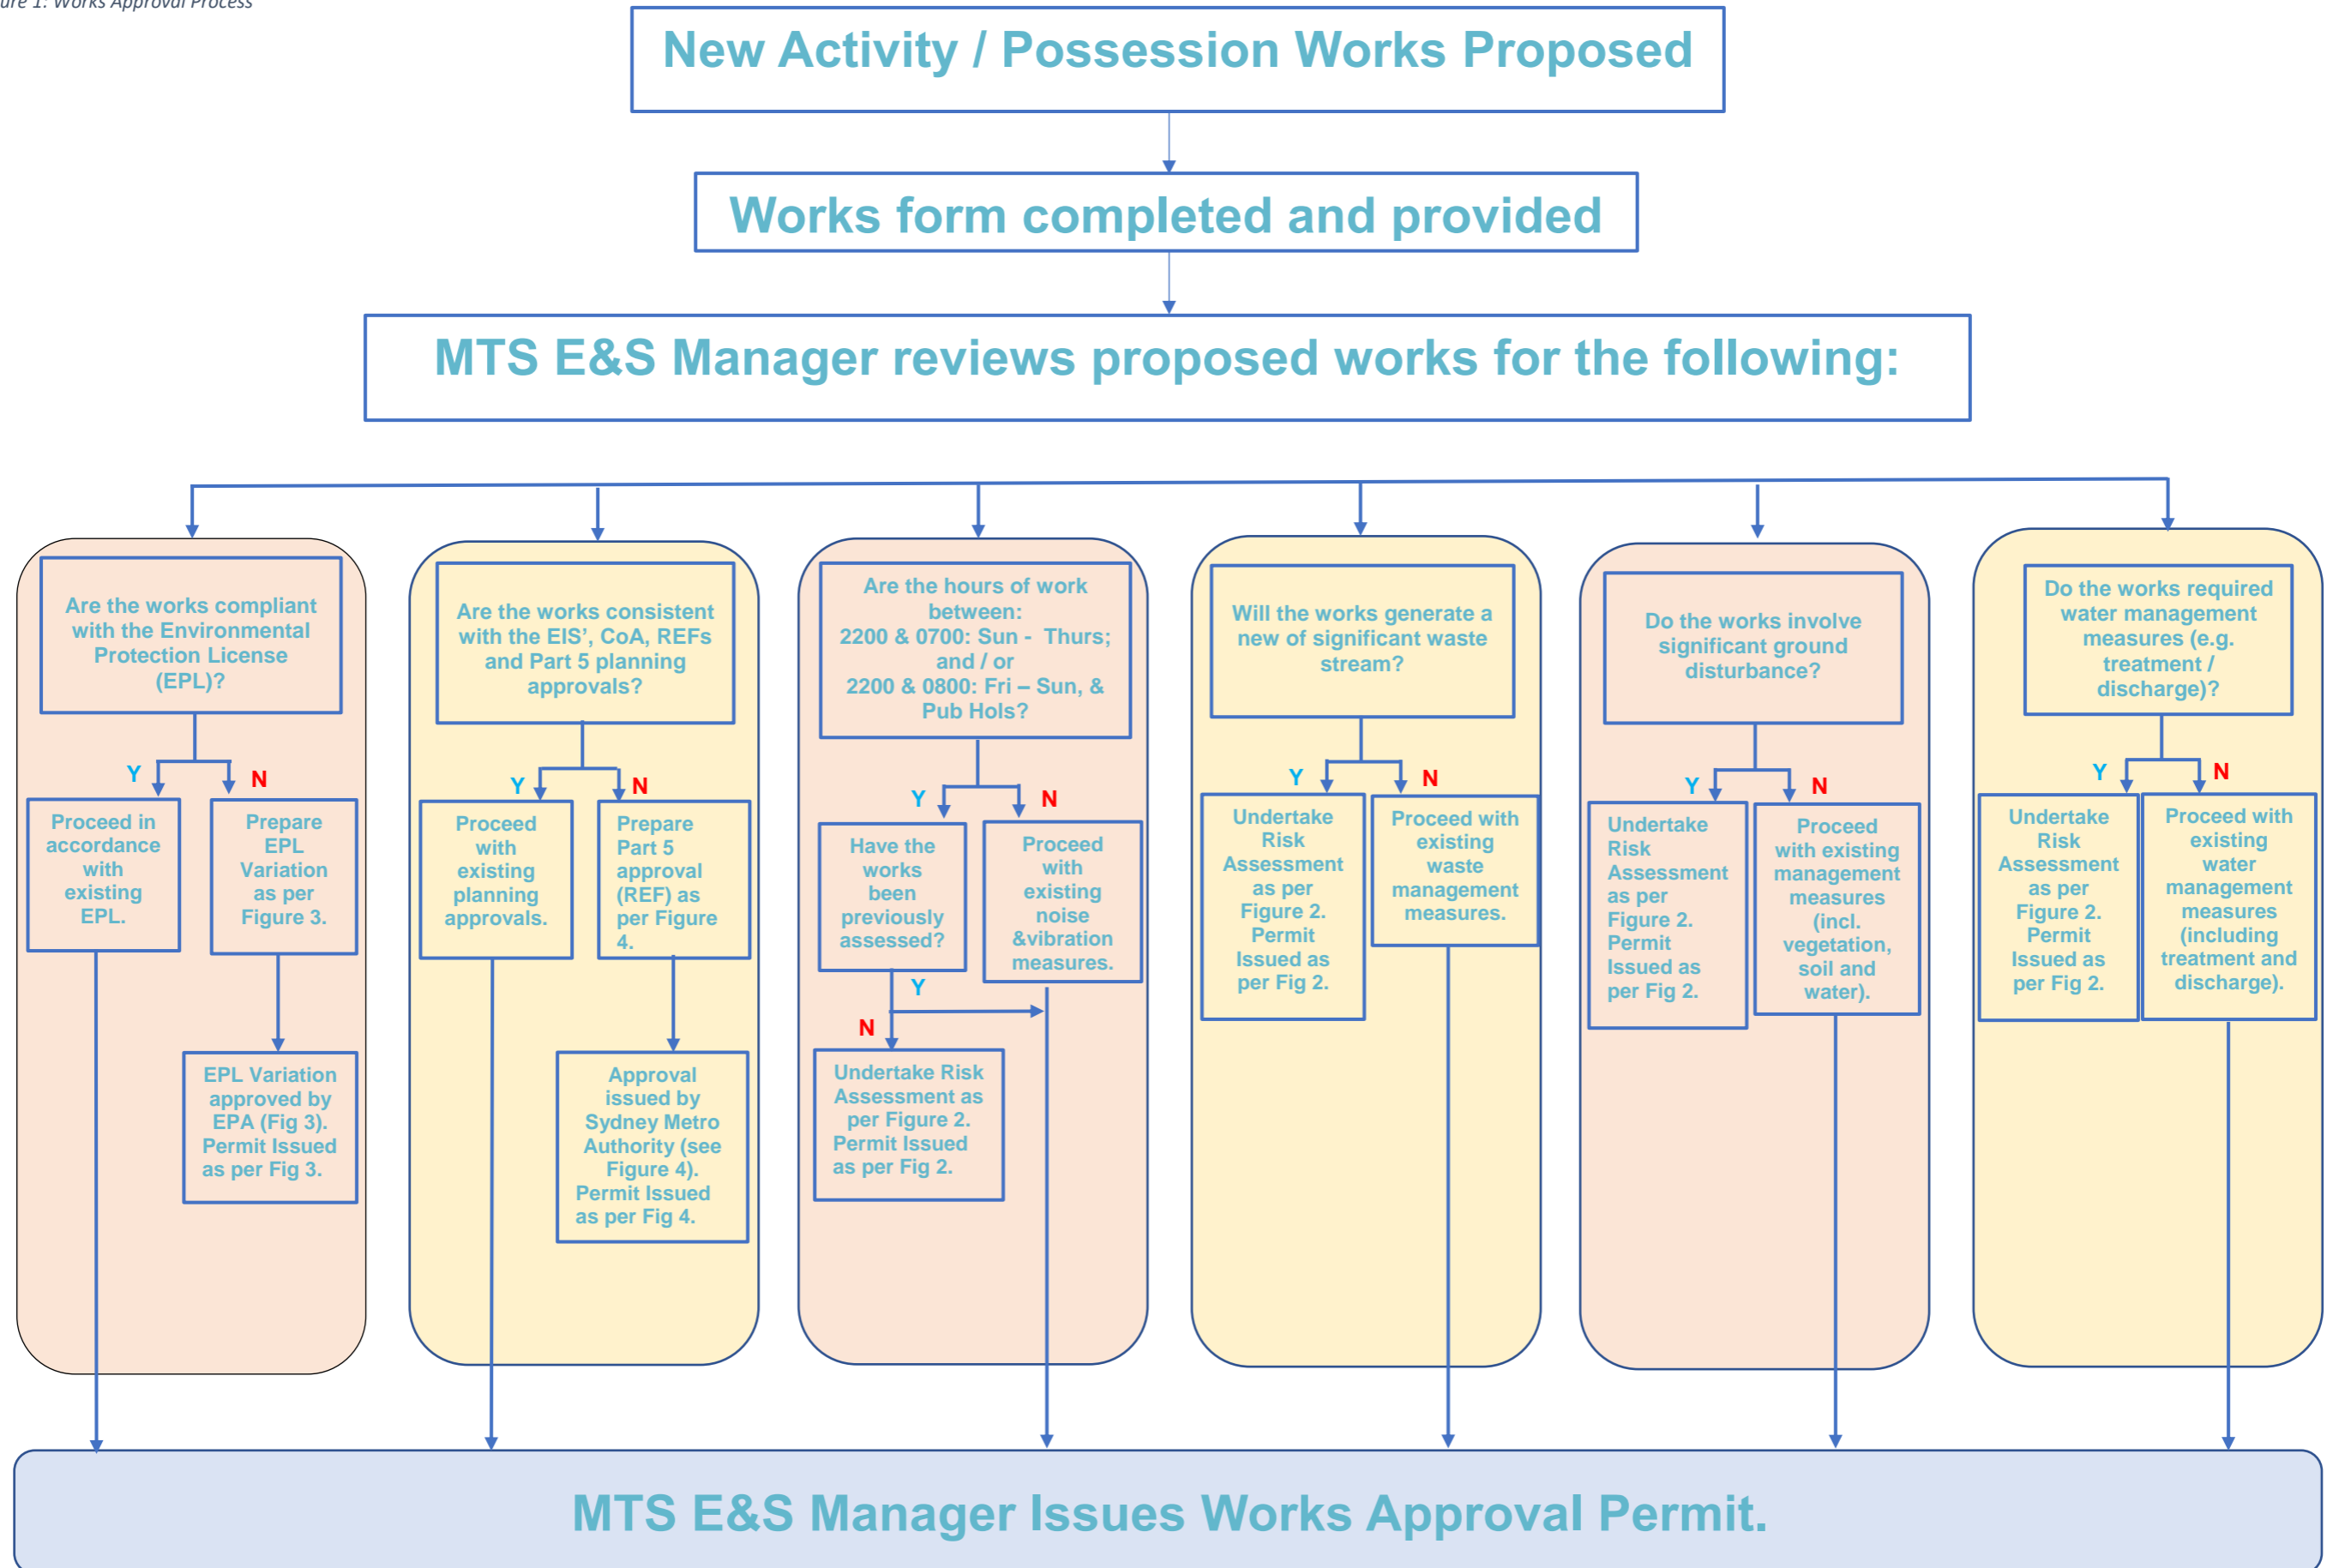 ure 1: Works Approval Process
New Activity / Possession Works Proposed
Works form completed and provided
MTS E&S Manager reviews proposed works for the following:
Are the works compliant
with the Environmental
Protection License
(EPL)?
Y
N
Proceed in
accordance
with
existing
EPL.
Prepare
EPL
Variation
as per
Figure 3.
EPL Variation
approved by
EPA (Fig 3).
Permit Issued
as per Fig 3.
Are the works consistent
with the EIS’, CoA, REFs
and Part 5 planning
approvals?
Y
N
Proceed
with
existing
planning
approvals.
Prepare
Part 5
approval
(REF) as
per Figure
4.
Approval
issued by
Sydney Metro
Authority (see
Figure 4).
Permit Issued
as per Fig 4.
Are the hours of work
between:
2200 & 0700: Sun - Thurs;
and / or
2200 & 0800: Fri – Sun, &
Pub Hols?
Y
N
Have the
works
been
previously
assessed?
Proceed
with
existing
noise
&vibration
measures.
Y
N
Undertake Risk
Assessment as
per Figure 2.
Permit Issued
as per Fig 2.
Will the works generate a
new of significant waste
stream?
Y
N
Undertake
Risk
Assessment
as per
Figure 2.
Permit
Issued as
per Fig 2.
Proceed with
existing
waste
management
measures.
Do the works involve
significant ground
disturbance?
Y
N
Undertake
Risk
Assessment
as per
Figure 2.
Permit
Issued as
per Fig 2.
Proceed
with existing
management
measures
(incl.
vegetation,
soil and
water).
Do the works required
water management
measures (e.g.
treatment /
discharge)?
Y
N
Undertake
Risk
Assessment
as per
Figure 2.
Permit
Issued as
per Fig 2.
Proceed with
existing
water
management
measures
(including
treatment and
discharge).
MTS E&S Manager Issues Works Approval Permit.